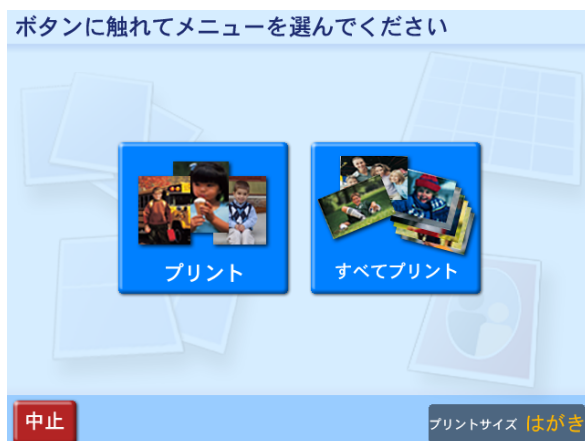 ボタンに触れてメニューを選んでください
プリント
すべてプリント
中止
プリントサイズ はがき